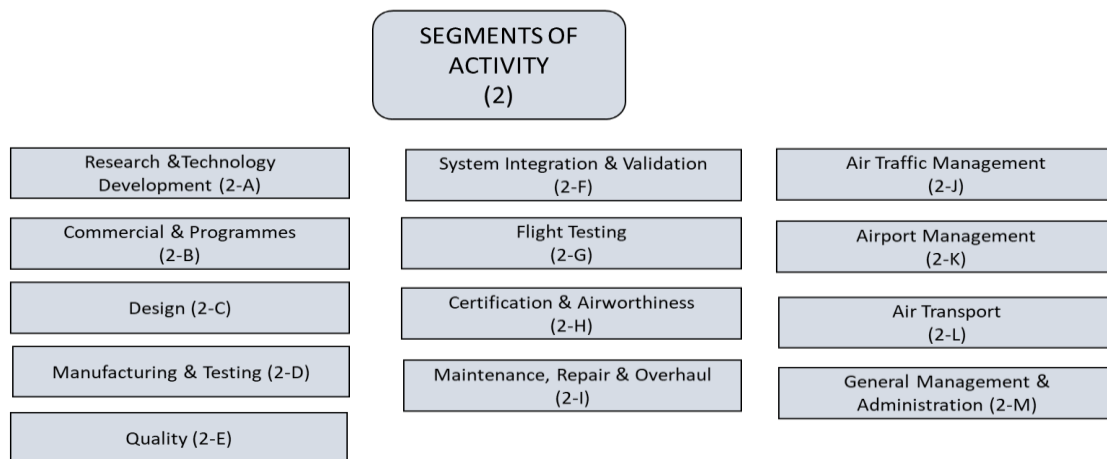 SEGMENTS OF
ACTIVITY
(2)
Research &Technology
Development (2-A)
Commercial & Programmes
(2-B)
Design (2-C)
Manufacturing & Testing (2-D)
Quality (2-E)
System Integration & Validation
(2-F)
Flight Testing
(2-G)
Certification & Airworthiness
(2-H)
Maintenance, Repair & Overhaul
(2-I)
Air Traffic Management
(2-J)
Airport Management
(2-K)
Air Transport
(2-L)
General Management &
Administration (2-M)